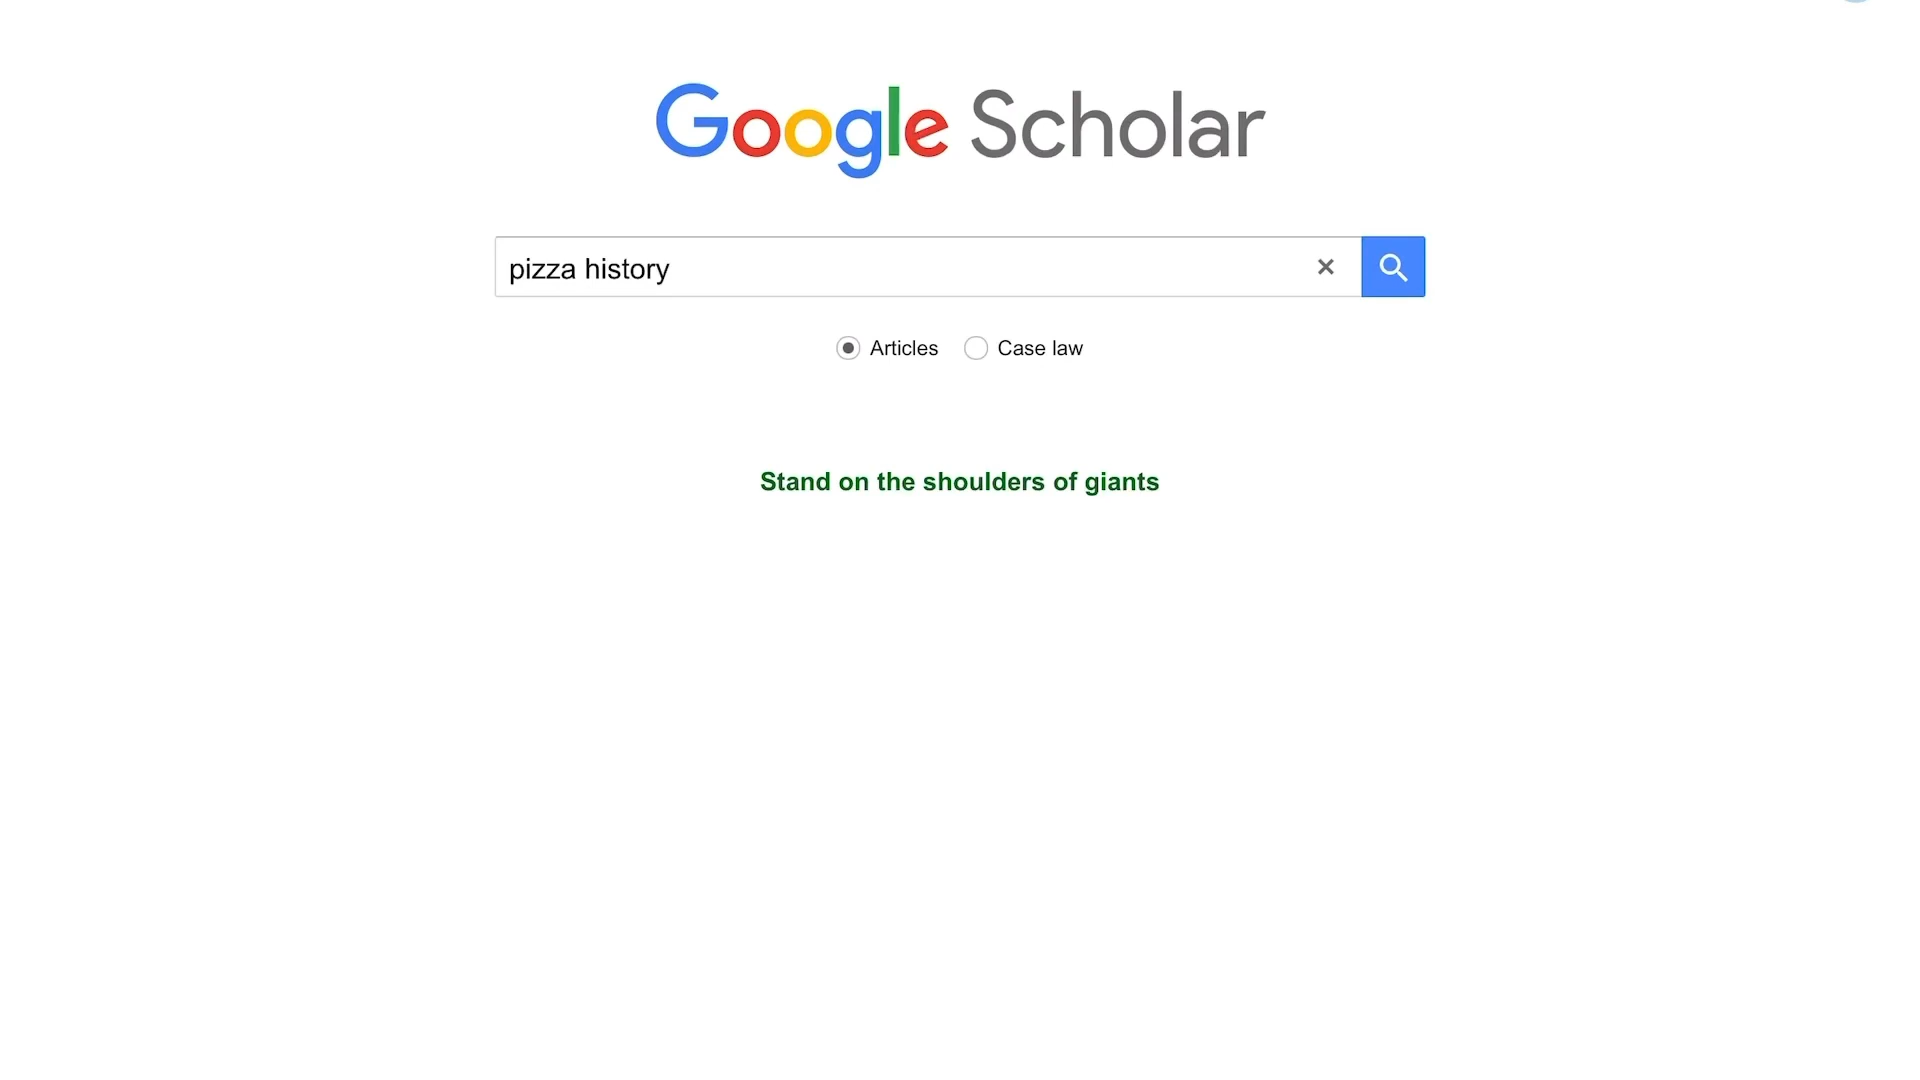 Google Scholar
pizza history
Articles Case law
Stand on the shoulders of giants